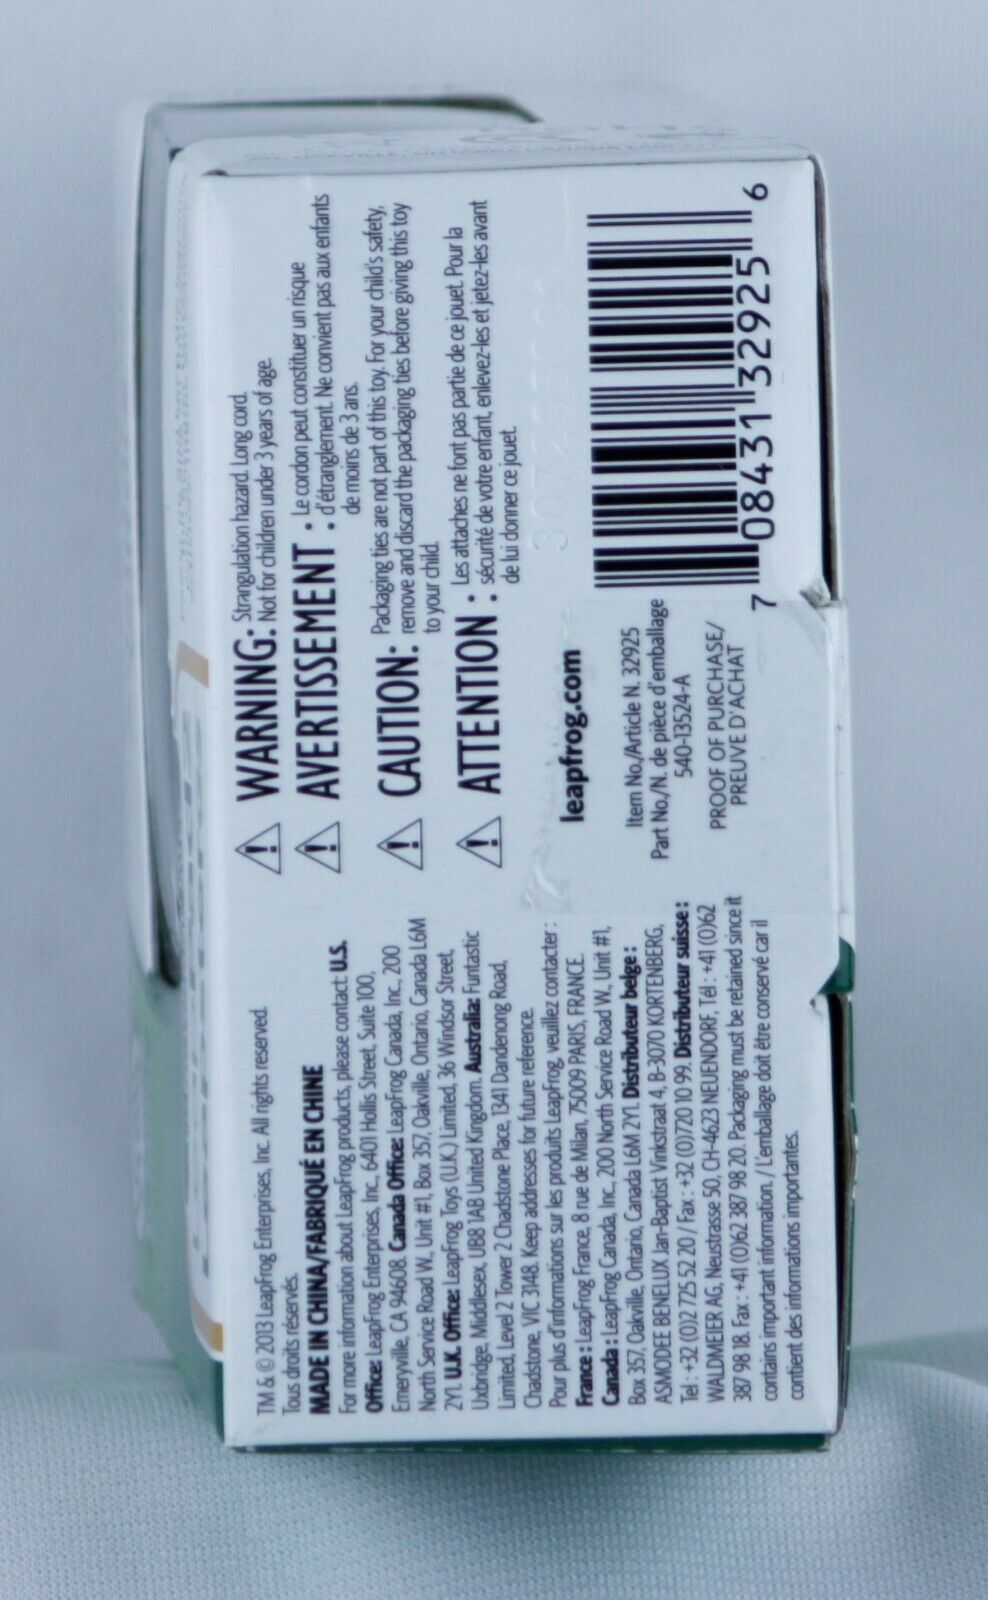 TM & © 2013 LeapFrog Enterprises, Inc. All rights reserved.
Tous droits réservés.
MADE IN CHINA/FABRIQUÉ EN CHINE
For more information about LeapFrog products, please contact U.S.
Office: LeapFrog Enterprises, Inc., 6401 Hollis Street, Suite 100,
Emeryville, CA 94608. Canada Office: LeapFrog Canada, Inc., 200
North Service Road W., Unit #1, Box 357, Oakville, Ontario, Canada L6M
2Y1. U.K. Office: LeapFrog Toys (U.K.) Limited, 36 Windsor Street,
Uxbridge, Middlesex, UB8 1AB United Kingdom. Australia: Funtastic
Limited, Level 2 Tower 2 Chadstone Place, 1341 Dandenong Road,
Chadstone, VIC 3148. Keep addresses for future reference.
Pour plus d'informations sur les produits LeapFrog, veuillez contacter :
France : LeapFrog France, 8 rue de Milan, 75009 PARIS, FRANCE.
Canada : LeapFrog Canada, Inc. 200 North Service Road W., Unit #1,
Box 357, Oakville, Ontario, Canada L6M 2Y1. Distributeur belge :
ASMODEE BENELUX Jan-Baptist Vinkstraat 4, B-3070 KORTENBERG,
Tel : +32 (0)2 725 52 20 / Fax : +32 (0)720 10 99. Distributeur suisse :
WALDMEIER AG, Neustrasse 50, CH-4623 NEUENDORF, Tél : +41 (0)62
387 98 18. Fax : +41 (0)62 387 98 20. Packaging must be retained since it
contains important information. / L'emballage doit être conservé car il
contient des informations importantes.
WARNING: Strangulation hazard. Long cord.
Not for children under 3 years of age.
AVERTISSEMENT : Le cordon peut constituer un risque
d'étranglement. Ne convient pas aux enfants
de moins de 3 ans.
CAUTION: Packaging ties are not part of this toy. For your child's safety,
remove and discard the packaging ties before giving this toy
to your child.
ATTENTION : Les attaches ne font pas partie de ce jouet. Pour la
sécurité de votre enfant, enlevez-les et jetez-les avant
de lui donner ce jouet.
leapfrog.com
Item No./Article N. 32925
Part No./N. de pièce d'emballage
540-13524-A
PROOF OF PURCHASE/
PREUVE D'ACHAT
7 08431 32925 6